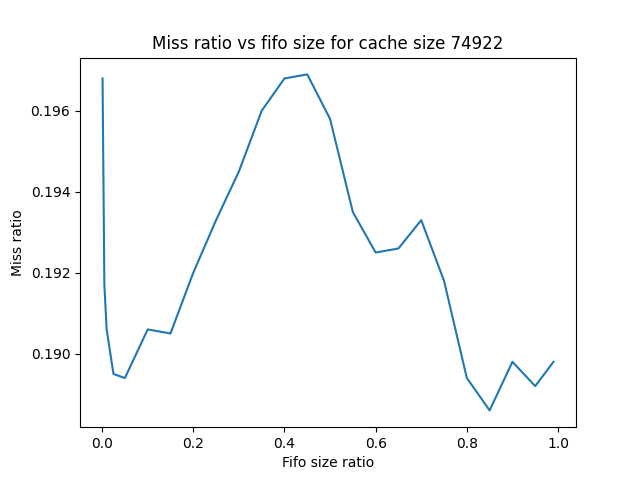 Miss ratio vs fifo size for cache size 74922
Miss ratio
0.196
0.194
0.192
0.190
0.0 0.2 0.4 0.6 0.8 1.0
Fifo size ratio